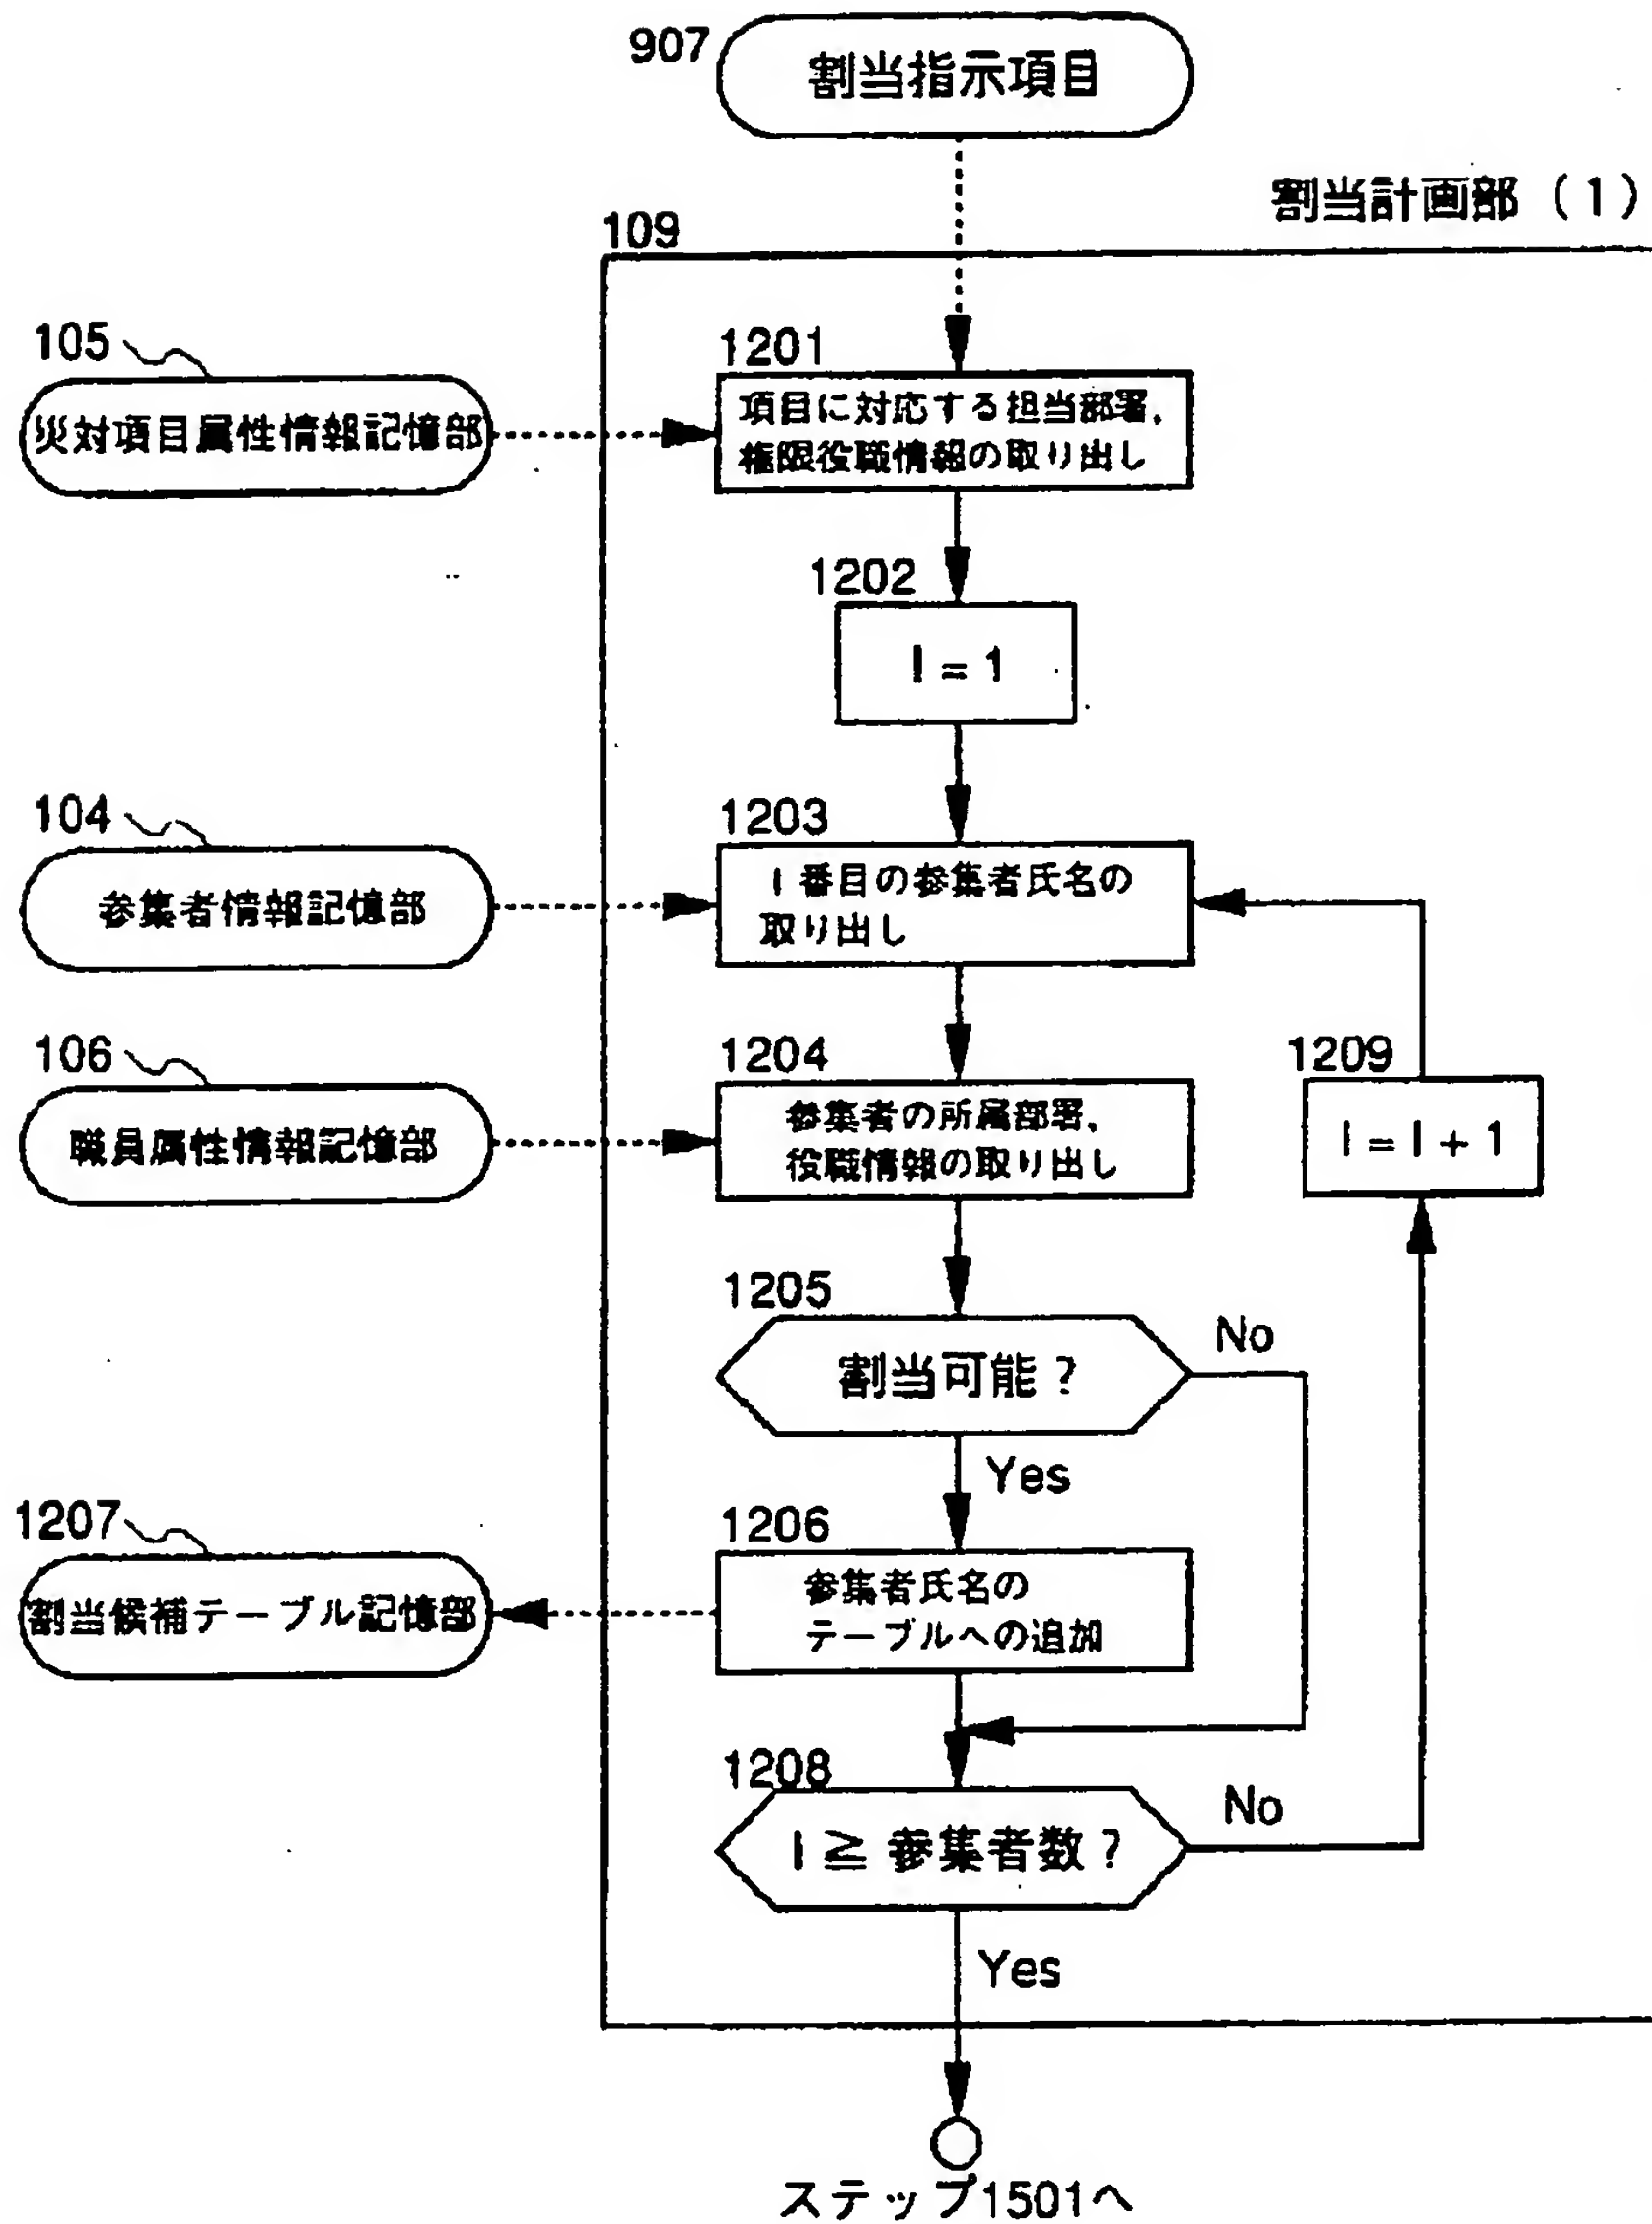 907
割当指示項目
割当計画部（1）
109
105
災対項目属性情報記憶部
1201
項目に対応する担当部署,
権限役職情報の取り出し
1202
I = 1
104
参集者情報記憶部
1203
I 番目の参集者氏名の
取り出し
106
職員属性情報記憶部
1204
参集者の所属部署,
役職情報の取り出し
1209
I = I + 1
1205
割当可能？
No
Yes
1207
割当候補テーブル記憶部
1206
参集者氏名の
テーブルへの追加
1208
I ≧ 参集者数？
No
Yes
ステップ1501へ